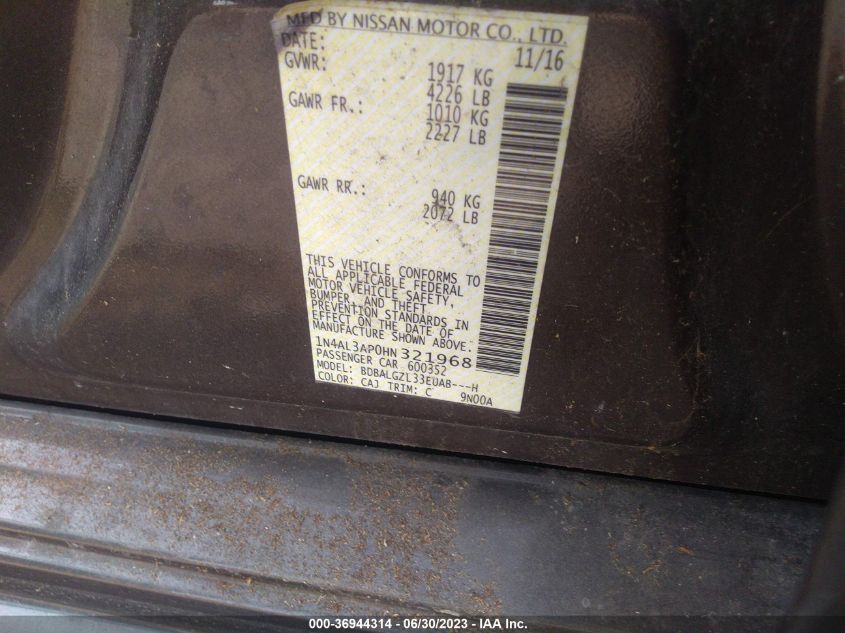 MFD BY NISSAN MOTOR CO., LTD.
DATE: 11/16
GVWR: 1917 KG
4226 LB
GAWR FR.: 1010 KG
2227 LB
GAWR RR.: 940 KG
2072 LB
THIS VEHICLE CONFORMS TO
ALL APPLICABLE FEDERAL
MOTOR VEHICLE SAFETY,
BUMPER, AND THEFT
PREVENTION STANDARDS IN
EFFECT ON THE DATE OF
MANUFACTURE SHOWN ABOVE.
1N4AL3AP0HN321968
PASSENGER CAR 600352
MODEL: BDBALGZL33EUAB---H
COLOR: CAJ TRIM: C 9N00A
000-36944314 - 06/30/2023 - IAA Inc.